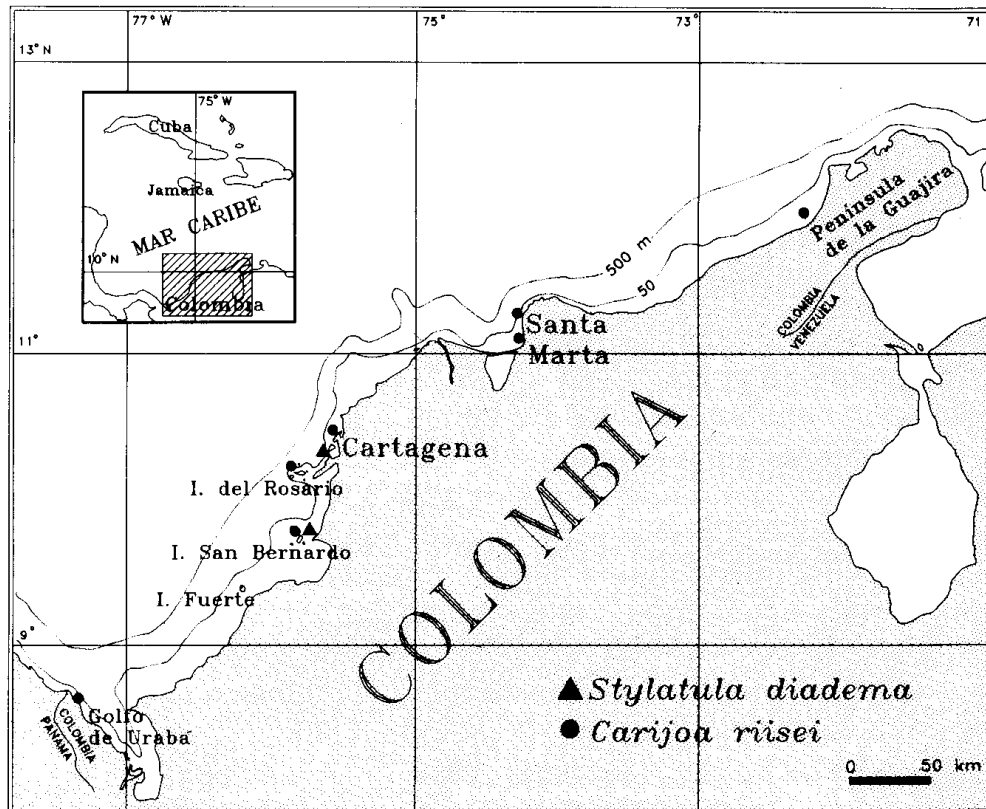 77° W
75°
73°
71
13° N
75° W
Cuba
Jamaica
MAR CARIBE
10° N
Colombia
Península
de la Guajira
500 m
50
COLOMBIA
VENEZUELA
Santa
Marta
11°
Cartagena
I. del Rosario
I. San Bernardo
I. Fuerte
COLOMBIA
9°
Golfo
de Urabá
COLOMBIA
PANAMA
Stylatula diadema
Carijoa riisei
0 50 km